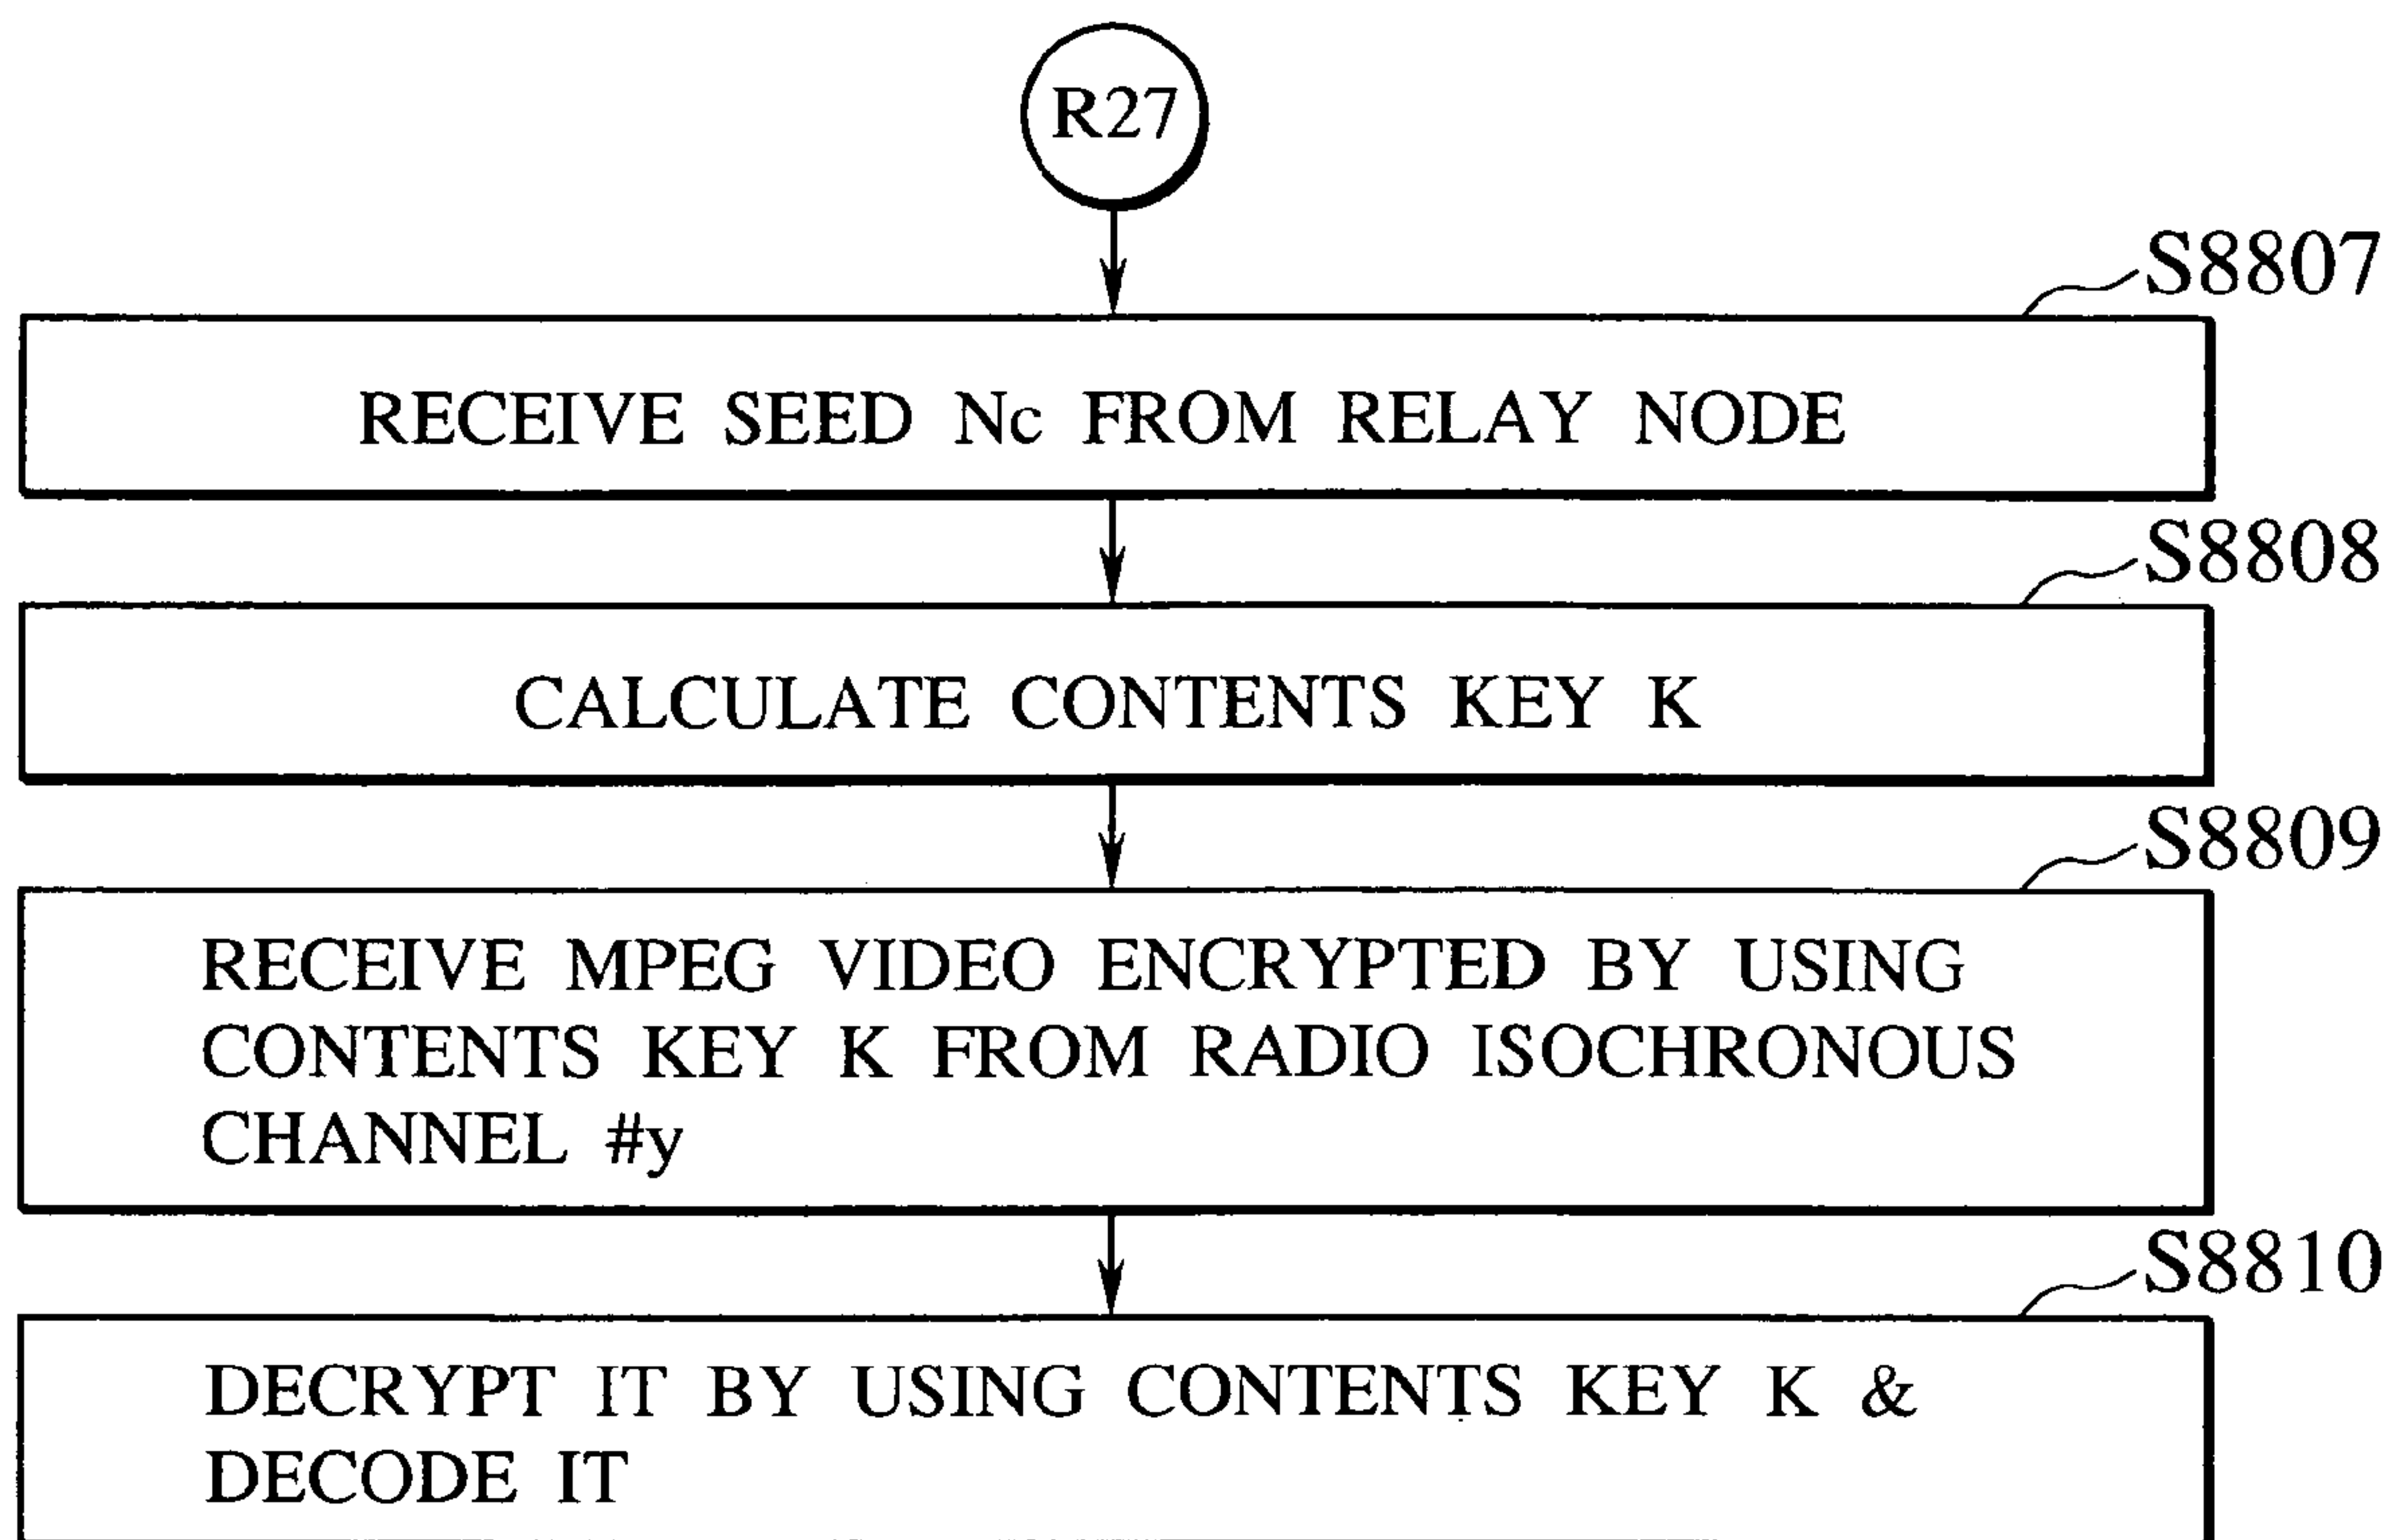 R27
S8807
RECEIVE SEED Nc FROM RELAY NODE
S8808
CALCULATE CONTENTS KEY K
S8809
RECEIVE MPEG VIDEO ENCRYPTED BY USING
CONTENTS KEY K FROM RADIO ISOCHRONOUS
CHANNEL #y
S8810
DECRYPT IT BY USING CONTENTS KEY K &
DECODE IT